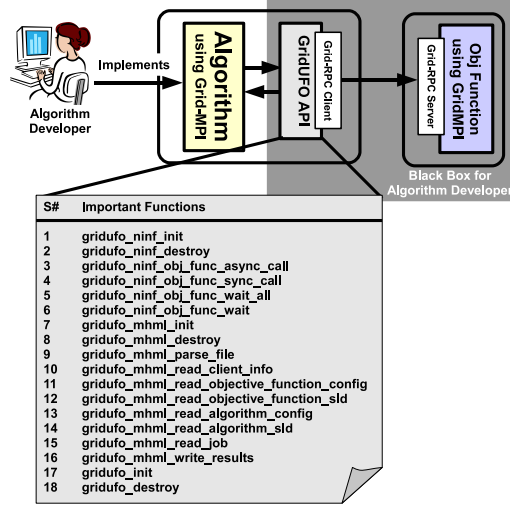 Implements
Algorithm
Developer
Algorithm
using Grid-MPI
GridUFO API
Grid-RPC Client
Grid-RPC Server
Obj Function
using GridMPI
Black Box for
Algorithm Developer
S# Important Functions
1 gridufo_ninf_init
2 gridufo_ninf_destroy
3 gridufo_ninf_obj_func_async_call
4 gridufo_ninf_obj_func_sync_call
5 gridufo_ninf_obj_func_wait_all
6 gridufo_ninf_obj_func_wait
7 gridufo_mhml_init
8 gridufo_mhml_destroy
9 gridufo_mhml_parse_file
10 gridufo_mhml_read_client_info
11 gridufo_mhml_read_objective_function_config
12 gridufo_mhml_read_objective_function_sld
13 gridufo_mhml_read_algorithm_config
14 gridufo_mhml_read_algorithm_sld
15 gridufo_mhml_read_job
16 gridufo_mhml_write_results
17 gridufo_init
18 gridufo_destroy